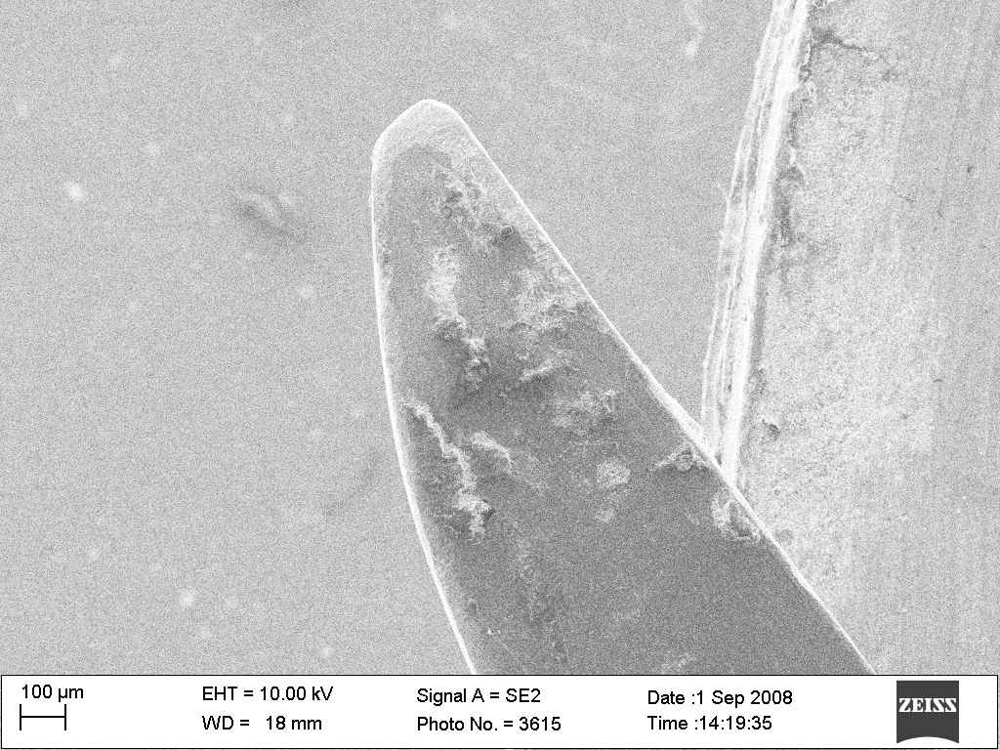 100 µm
EHT = 10.00 kV
WD = 18 mm
Signal A = SE2
Photo No. = 3615
Date :1 Sep 2008
Time :14:19:35
ZEISS